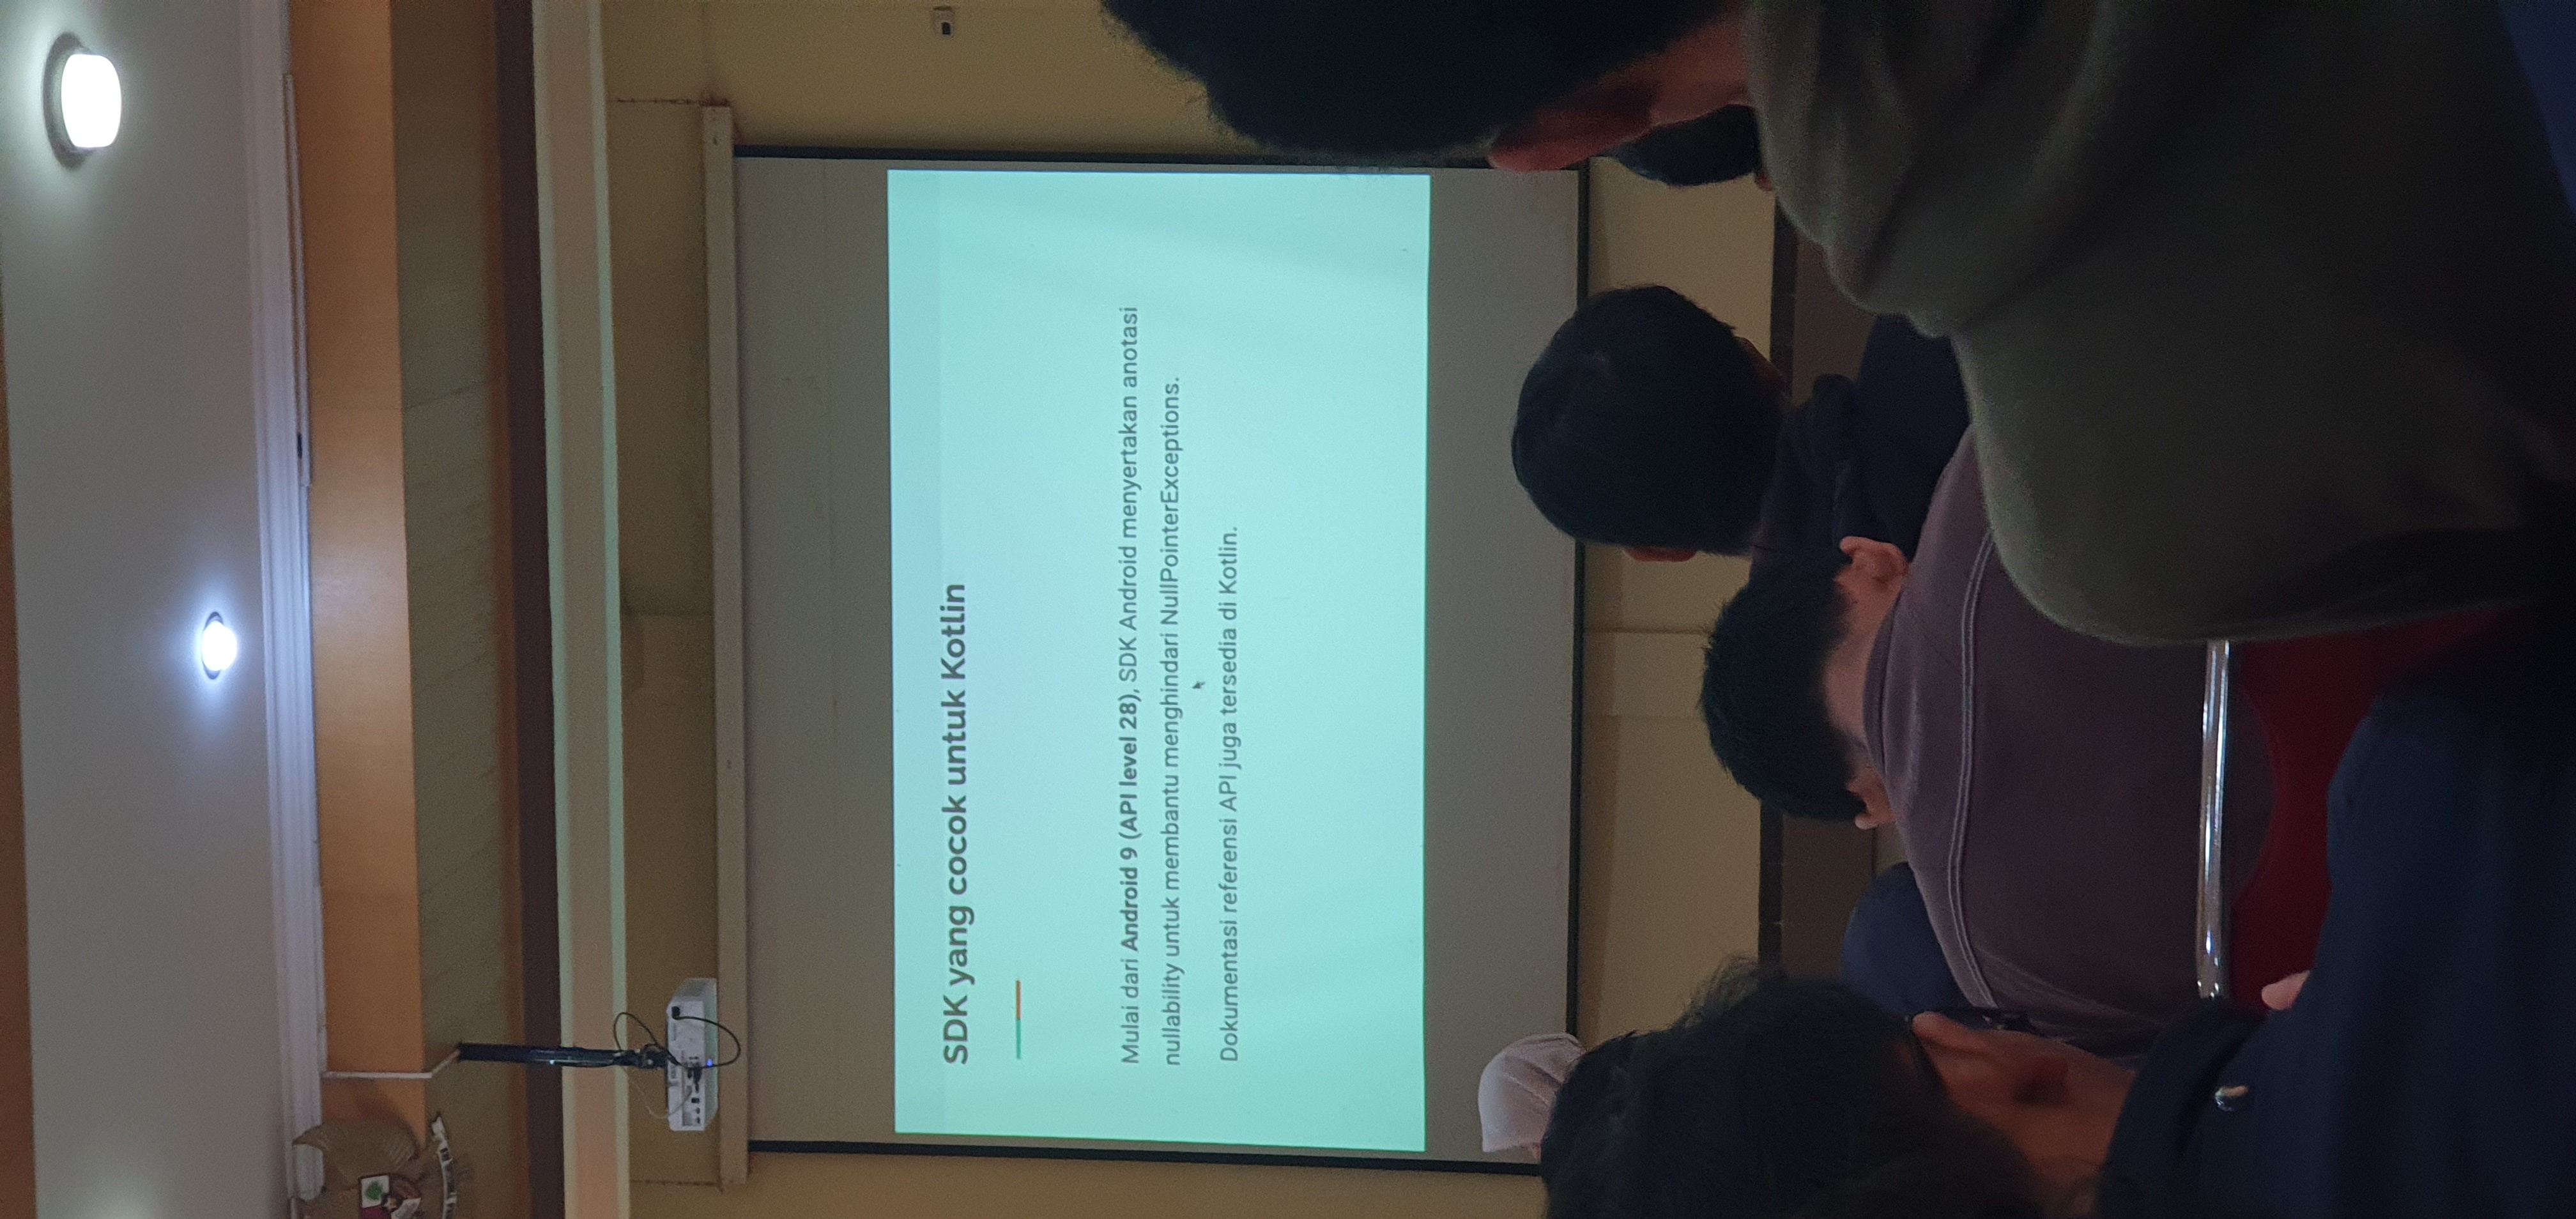 SDK yang cocok untuk Kotlin
Mulai dari Android 9 (API level 28), SDK Android menyertakan anotasi
nullability untuk membantu menghindari NullPointerExceptions.
Dokumentasi referensi API juga tersedia di Kotlin.